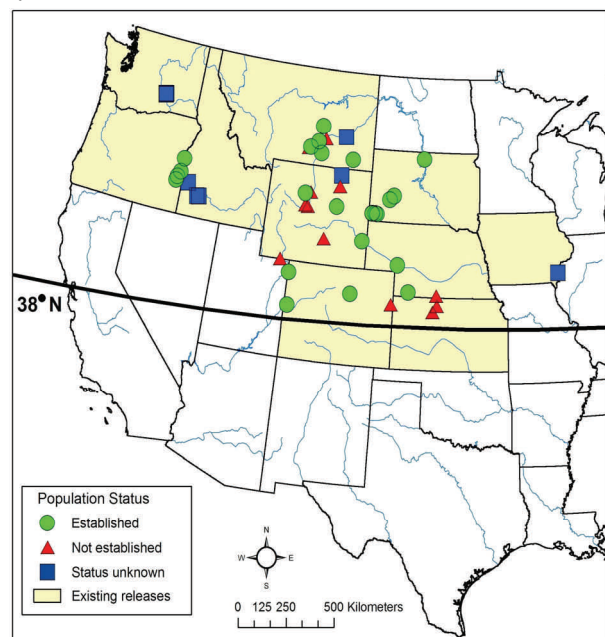 38° N
Population Status
Established
Not established
Status unknown
Existing releases
N
W E
S
0 125 250 500 Kilometers